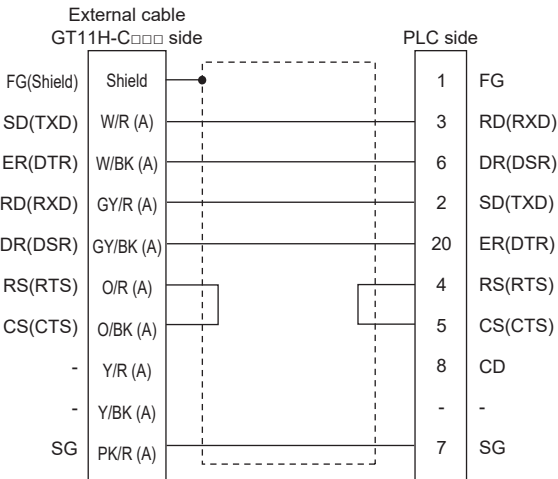 External cable
GT11H-C□□□ side PLC side
FG(Shield) Shield 1 FG
SD(TXD) W/R (A) 3 RD(RXD)
ER(DTR) W/BK (A) 6 DR(DSR)
RD(RXD) GY/R (A) 2 SD(TXD)
DR(DSR) GY/BK (A) 20 ER(DTR)
RS(RTS) O/R (A) 4 RS(RTS)
CS(CTS) O/BK (A) 5 CS(CTS)
- Y/R (A) 8 CD
- Y/BK (A) - -
SG PK/R (A) 7 SG